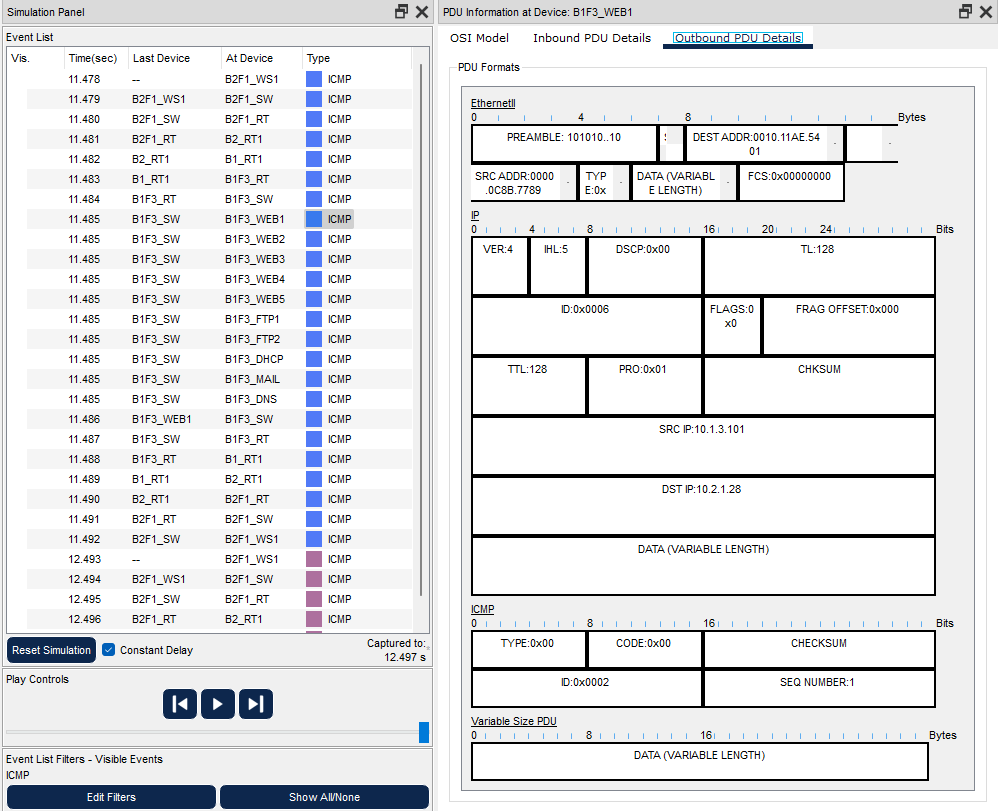 Simulation Panel
Event List
Vis. Time(sec) Last Device At Device Type
11.478 -- B2F1_WS1 ICMP
11.479 B2F1_WS1 B2F1_SW ICMP
11.480 B2F1_SW B2F1_RT ICMP
11.481 B2F1_RT B2_RT1 ICMP
11.482 B2_RT1 B1_RT1 ICMP
11.483 B1_RT1 B1F3_RT ICMP
11.484 B1F3_RT B1F3_SW ICMP
11.485 B1F3_SW B1F3_WEB1 ICMP
11.485 B1F3_SW B1F3_WEB2 ICMP
11.485 B1F3_SW B1F3_WEB3 ICMP
11.485 B1F3_SW B1F3_WEB4 ICMP
11.485 B1F3_SW B1F3_WEB5 ICMP
11.485 B1F3_SW B1F3_FTP1 ICMP
11.485 B1F3_SW B1F3_FTP2 ICMP
11.485 B1F3_SW B1F3_DHCP ICMP
11.485 B1F3_SW B1F3_MAIL ICMP
11.485 B1F3_SW B1F3_DNS ICMP
11.486 B1F3_WEB1 B1F3_SW ICMP
11.487 B1F3_SW B1F3_RT ICMP
11.488 B1F3_RT B1_RT1 ICMP
11.489 B1_RT1 B2_RT1 ICMP
11.490 B2_RT1 B2F1_RT ICMP
11.491 B2F1_RT B2F1_SW ICMP
11.492 B2F1_SW B2F1_WS1 ICMP
12.493 -- B2F1_WS1 ICMP
12.494 B2F1_WS1 B2F1_SW ICMP
12.495 B2F1_SW B2F1_RT ICMP
12.496 B2F1_RT B2_RT1 ICMP
Reset Simulation Constant Delay
Captured to:
12.497 s
Play Controls
Event List Filters - Visible Events
ICMP
Edit Filters Show All/None
PDU Information at Device: B1F3_WEB1
OSI Model Inbound PDU Details Outbound PDU Details
PDU Formats
EthernetII
0 4 8 Bytes
PREAMBLE: 101010..10
DEST ADDR:0010.11AE.54
01
SRC ADDR:0000
.0C8B.7789
TYP
E:0x
DATA (VARIABL
E LENGTH)
FCS:0x00000000
IP
0 4 8 16 20 24 Bits
VER:4 IHL:5 DSCP:0x00 TL:128
ID:0x0006 
FLAGS:0
x0
FRAG OFFSET:0x000
TTL:128 PRO:0x01 CHKSUM
SRC IP:10.1.3.101
DST IP:10.2.1.28
DATA (VARIABLE LENGTH)
ICMP
0 8 16 Bits
TYPE:0x00 CODE:0x00 CHECKSUM
ID:0x0002 SEQ NUMBER:1
Variable Size PDU
0 8 16 Bytes
DATA (VARIABLE LENGTH)